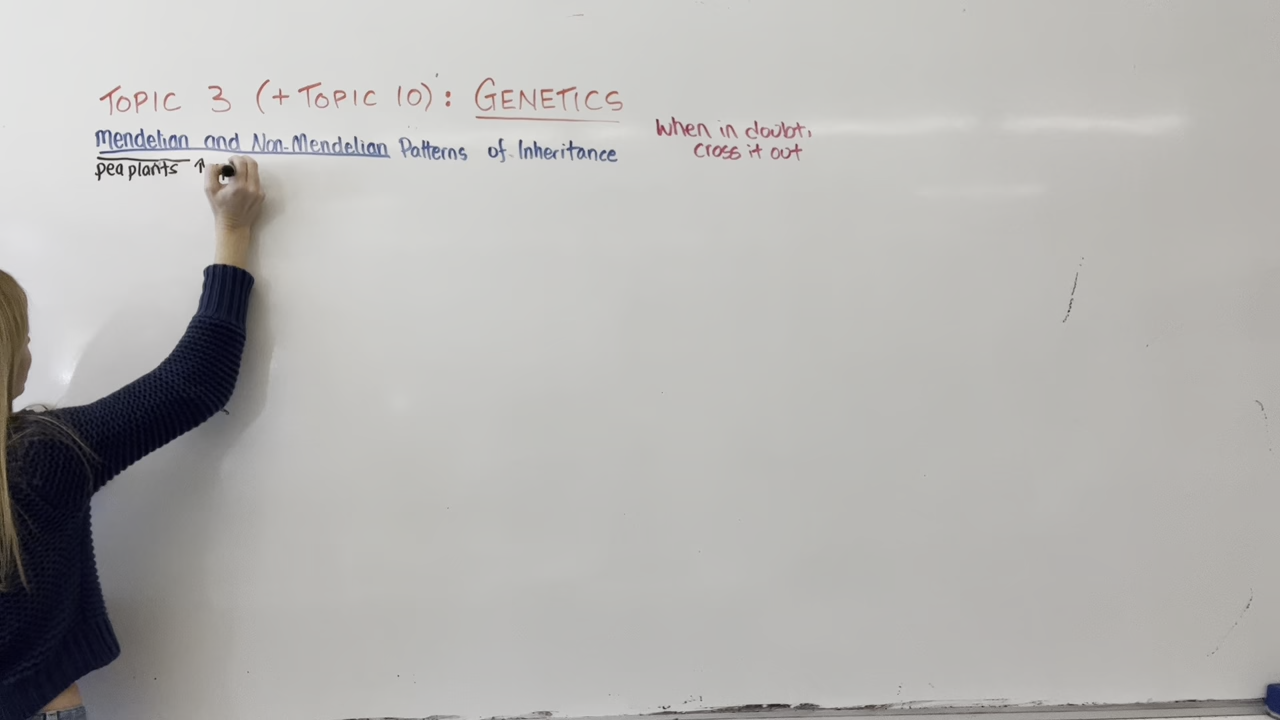 TOPIC 3 (+ TOPIC 10): GENETICS
Mendelian and Non-Mendelian Patterns of Inheritance
pea plants ↑
When in doubt,
cross it out